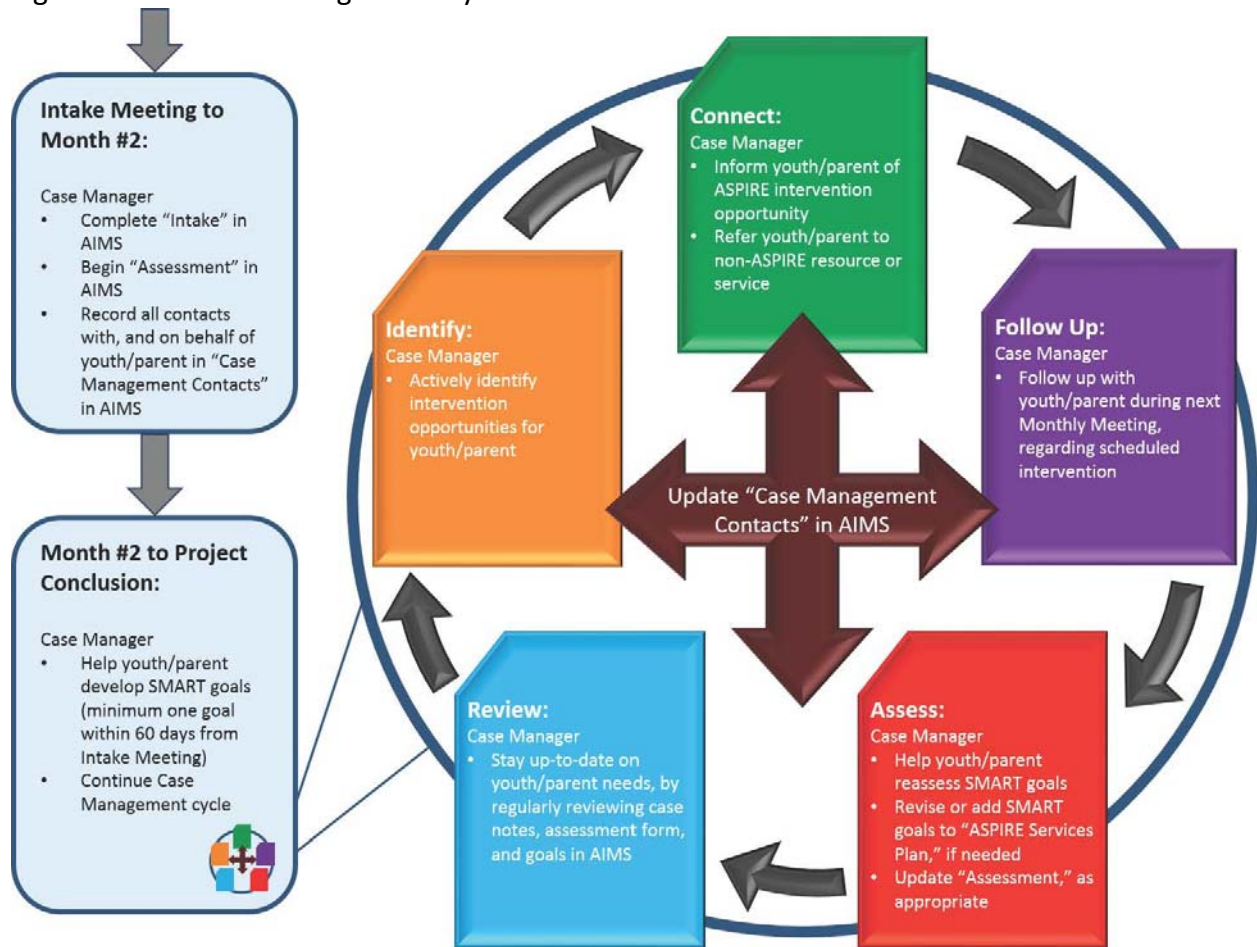 Intake Meeting to
Month #2:
Case Manager
• Complete “Intake” in
AIMS
• Begin “Assessment” in
AIMS
• Record all contacts
with, and on behalf of
youth/parent in “Case
Management Contacts”
in AIMS
Month #2 to Project
Conclusion:
Case Manager
• Help youth/parent
develop SMART goals
(minimum one goal
within 60 days from
Intake Meeting)
• Continue Case
Management cycle
Connect:
Case Manager
• Inform youth/parent of
ASPIRE intervention
opportunity
• Refer youth/parent to
non-ASPIRE resource or
service
Follow Up:
Case Manager
• Follow up with
youth/parent during next
Monthly Meeting,
regarding scheduled
intervention
Assess:
Case Manager
• Help youth/parent
reassess SMART goals
• Revise or add SMART
goals to “ASPIRE Services
Plan,” if needed
• Update “Assessment,” as
appropriate
Review:
Case Manager
• Stay up-to-date on
youth/parent needs, by
regularly reviewing case
notes, assessment form,
and goals in AIMS
Identify:
Case Manager
• Actively identify
intervention
opportunities for
youth/parent
Update “Case Management
Contacts” in AIMS